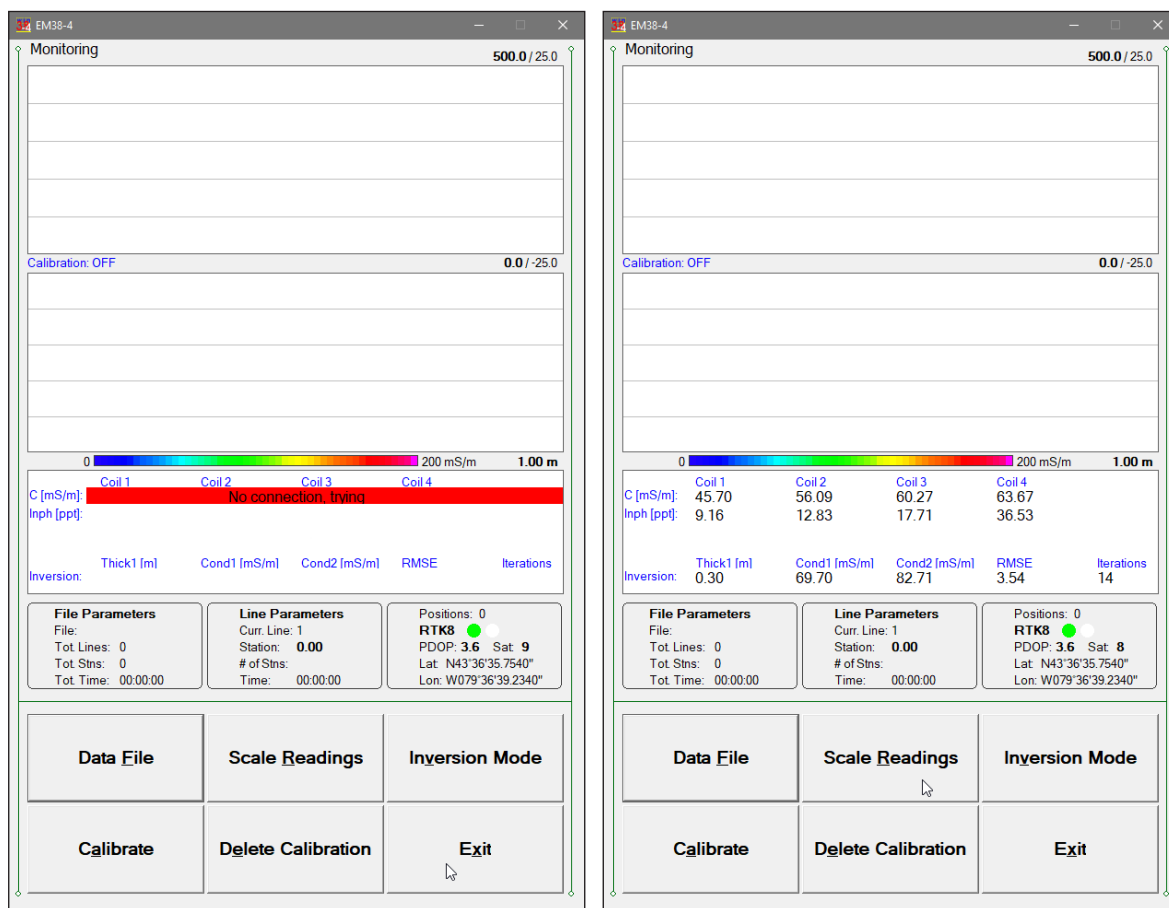 EM38-4
Monitoring
500.0 / 25.0
Calibration: OFF
0.0 / -25.0
0
200 mS/m
1.00 m
Coil 1 Coil 2 Coil 3 Coil 4
C [mS/m]: No connection, trying
Inph [ppt]:
Thick1 [m] Cond1 [mS/m] Cond2 [mS/m] RMSE Iterations
Inversion:
File Parameters
File:
Tot. Lines: 0
Tot. Stns: 0
Tot. Time: 00:00:00
Line Parameters
Curr. Line: 1
Station: 0.00
# of Stns:
Time: 00:00:00
Positions: 0
RTK8
PDOP: 3.6 Sat: 9
Lat: N43°36'35.7540"
Lon: W079°36'39.2340"
Data File
Scale Readings
Inversion Mode
Calibrate
Delete Calibration
Exit
EM38-4
Monitoring
500.0 / 25.0
Calibration: OFF
0.0 / -25.0
0
200 mS/m
1.00 m
Coil 1 Coil 2 Coil 3 Coil 4
C [mS/m]: 45.70 56.09 60.27 63.67
Inph [ppt]: 9.16 12.83 17.71 36.53
Thick1 [m] Cond1 [mS/m] Cond2 [mS/m] RMSE Iterations
Inversion: 0.30 69.70 82.71 3.54 14
File Parameters
File:
Tot. Lines: 0
Tot. Stns: 0
Tot. Time: 00:00:00
Line Parameters
Curr. Line: 1
Station: 0.00
# of Stns:
Time: 00:00:00
Positions: 0
RTK8
PDOP: 3.6 Sat: 8
Lat: N43°36'35.7540"
Lon: W079°36'39.2340"
Data File
Scale Readings
Inversion Mode
Calibrate
Delete Calibration
Exit